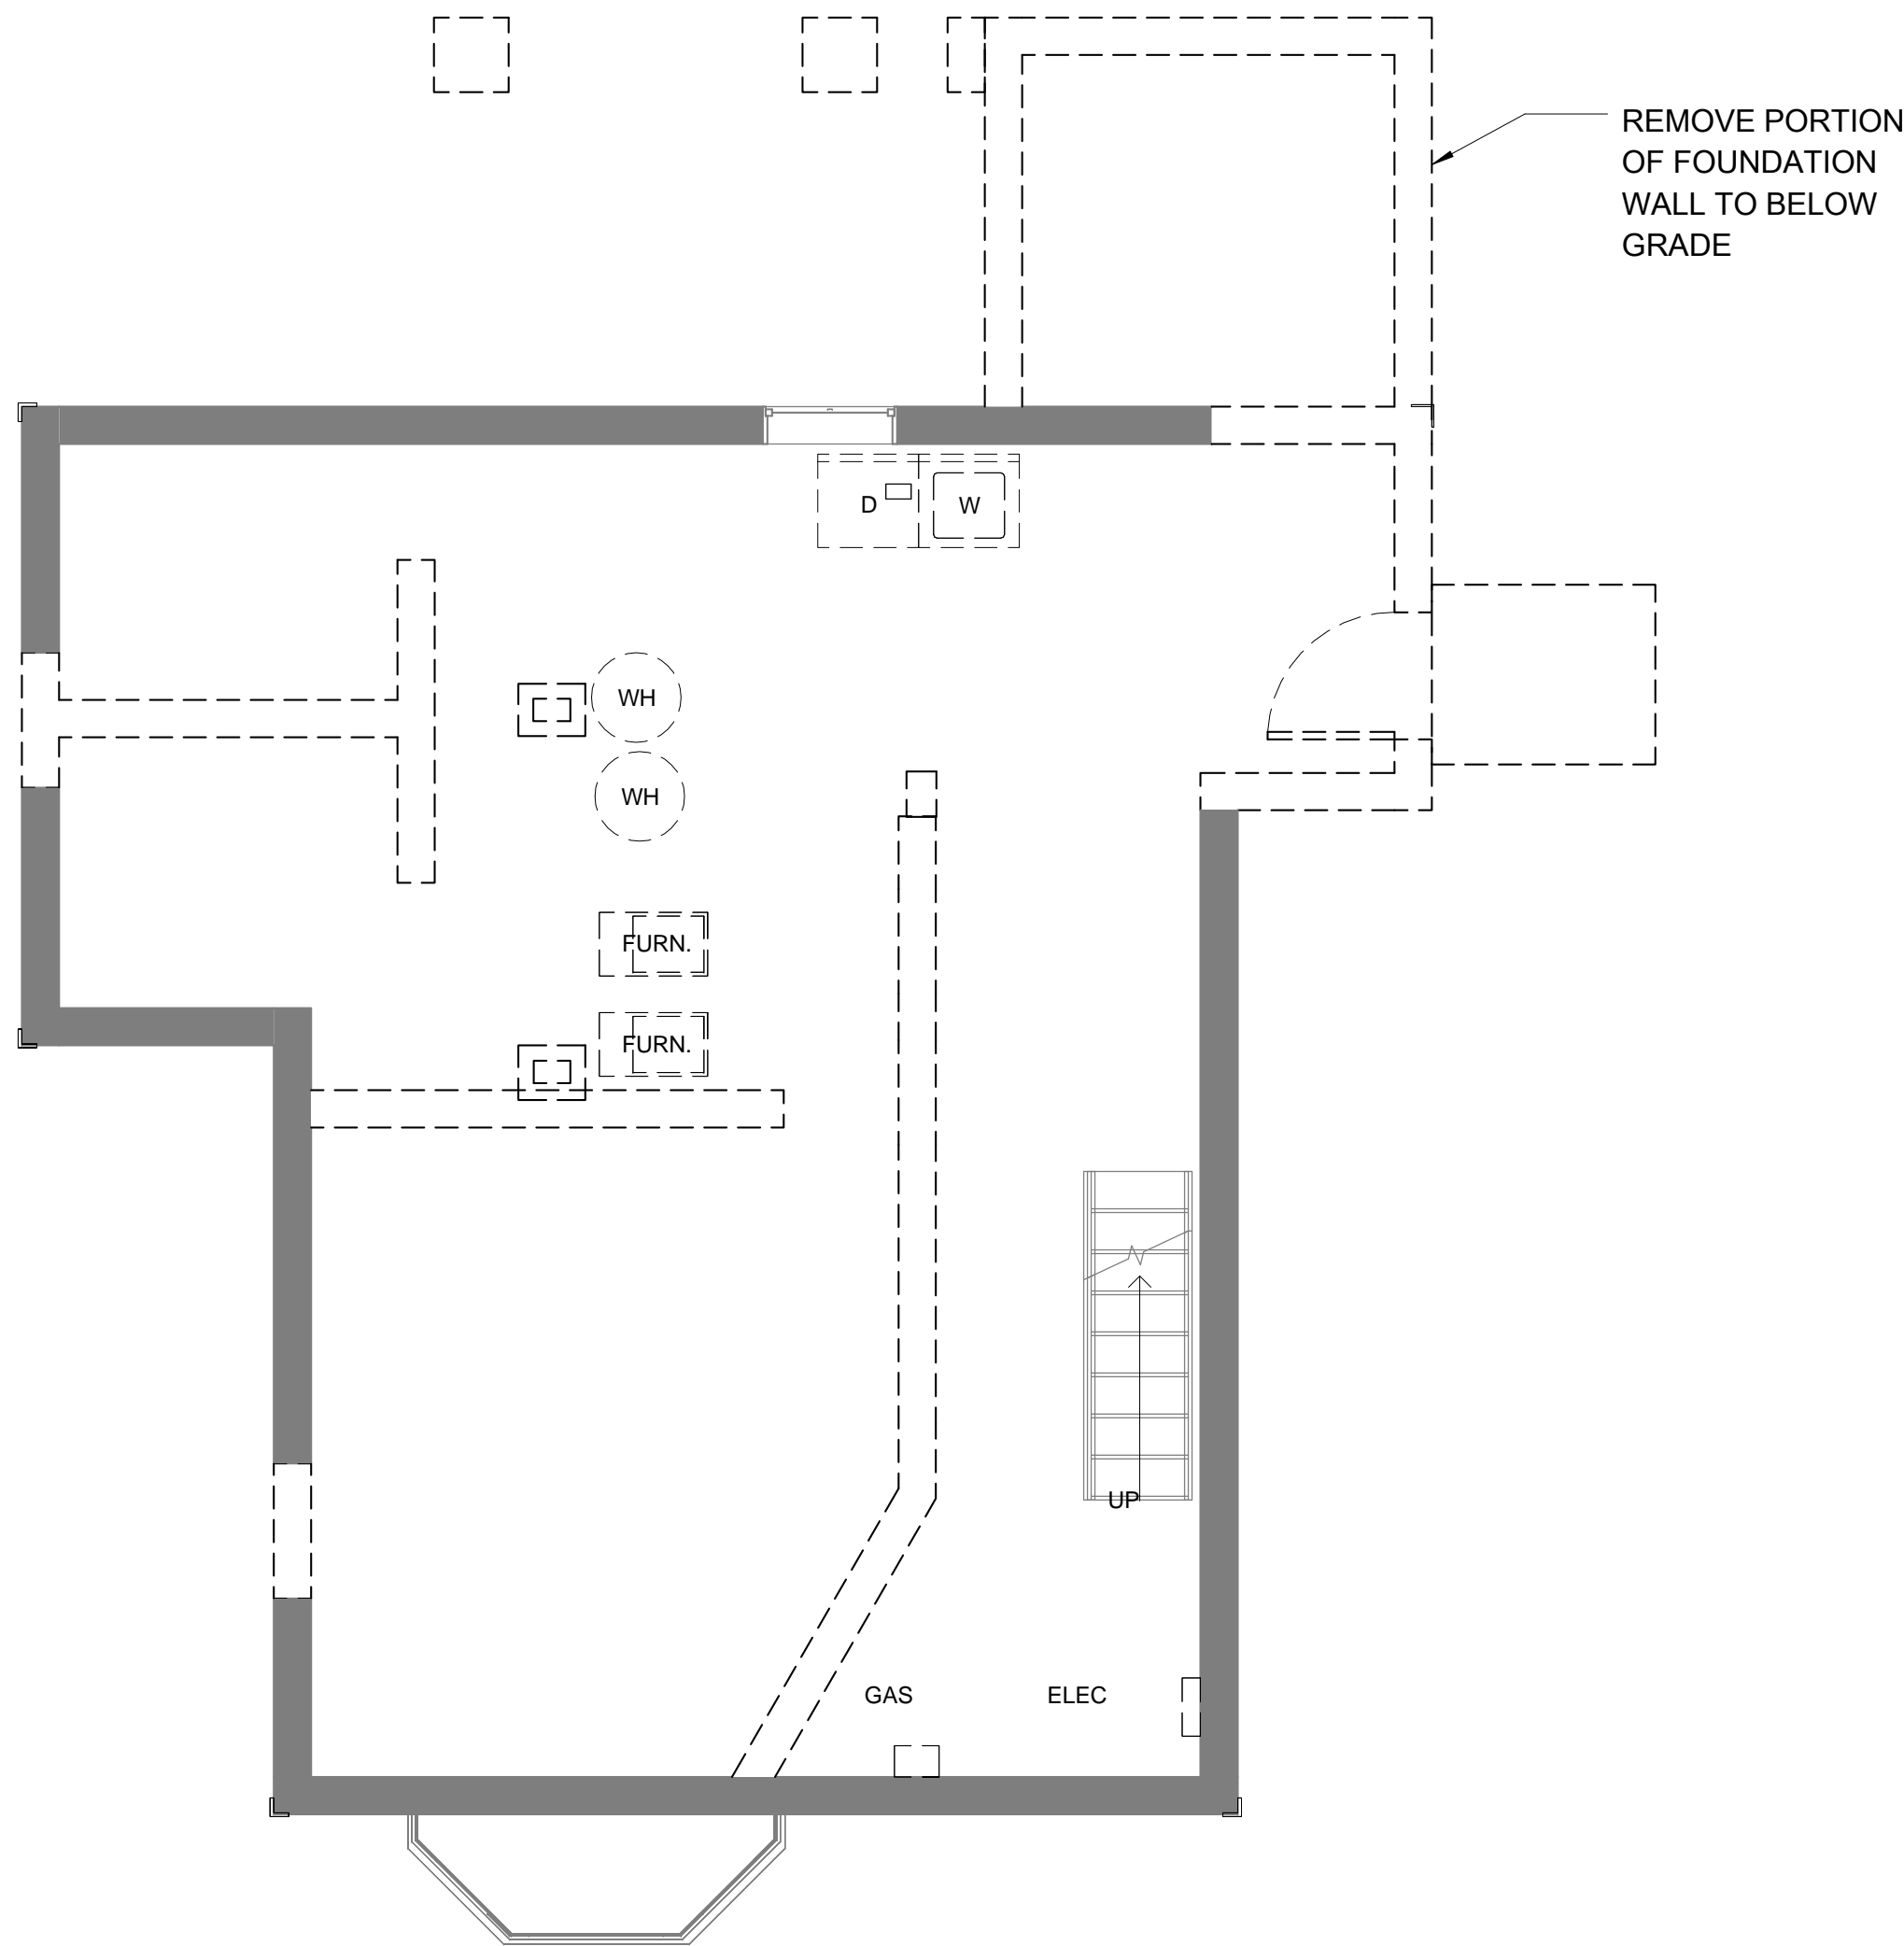 REMOVE PORTION
OF FOUNDATION
WALL TO BELOW
GRADE
D
W
WH
WH
FURN.
FURN.
UP
GAS
ELEC